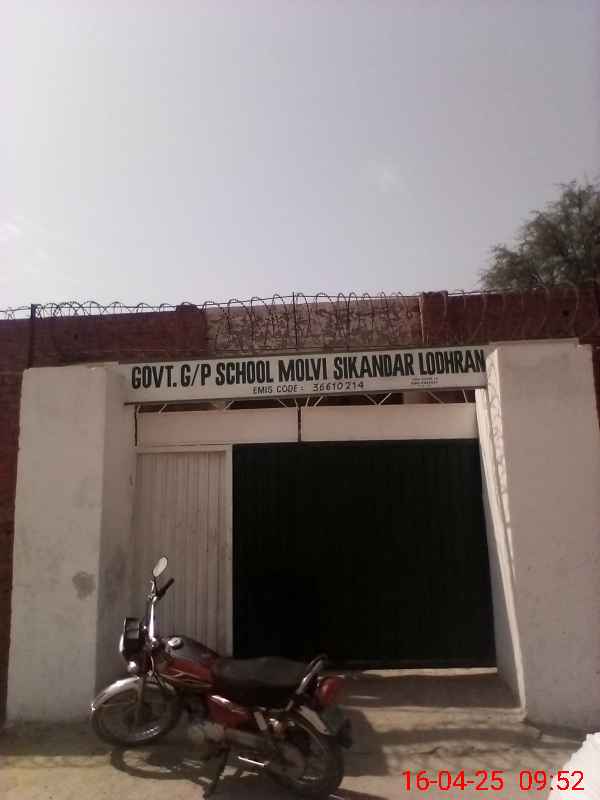 GOVT. G/P SCHOOL MOLVI SIKANDAR LODHRAN
EMIS CODE: 36610214
16-04-25 09:52